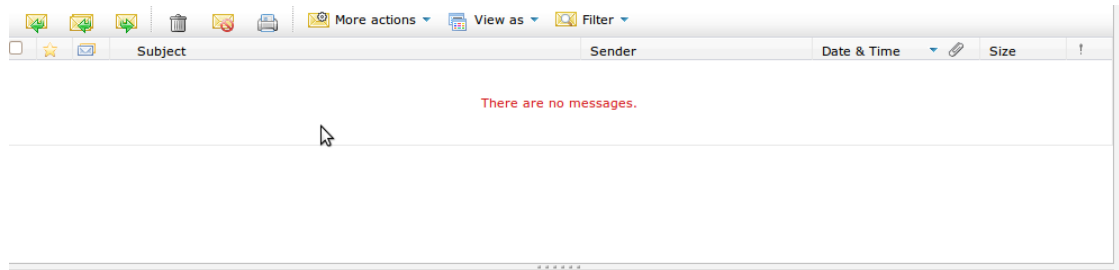 More actions View as Filter
Subject Sender Date & Time Size !
There are no messages.